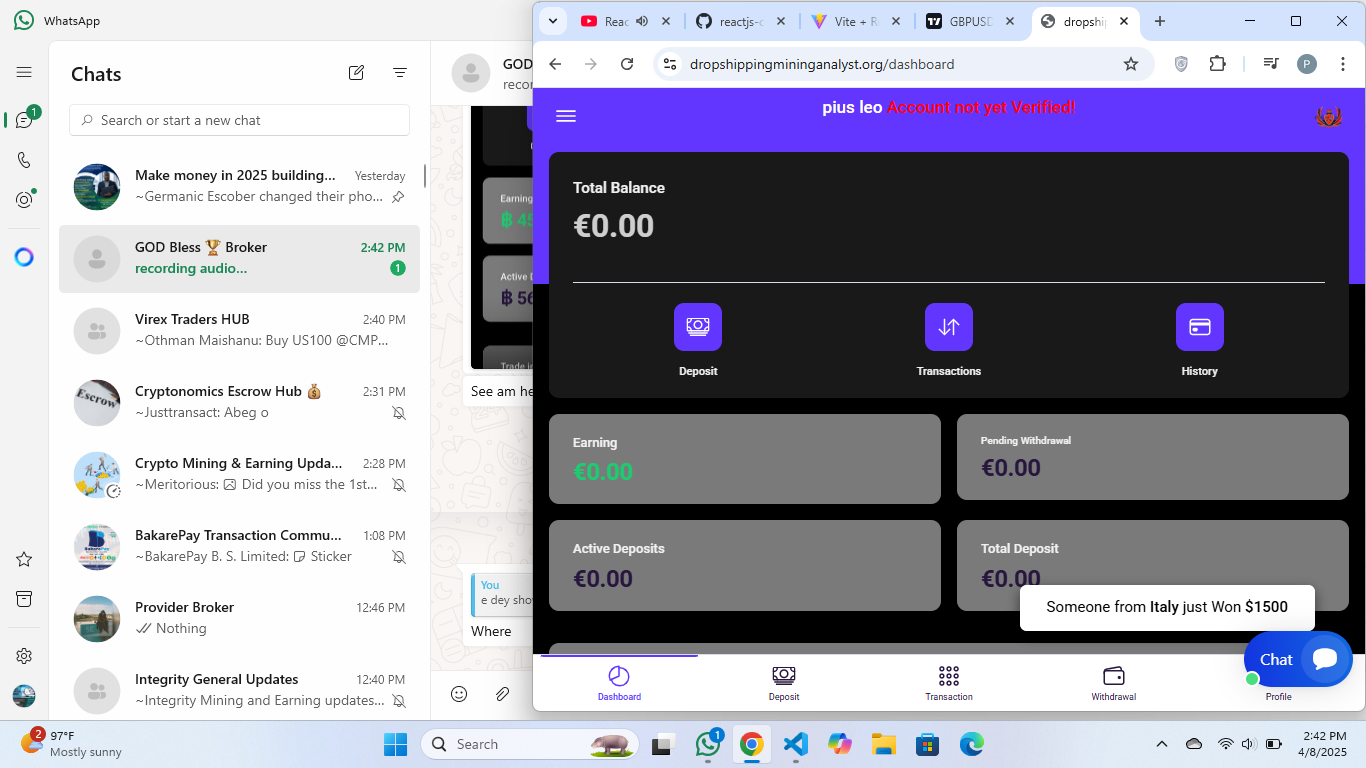 WhatsApp
1
Chats
Search or start a new chat
Make money in 2025 building...
Yesterday
~Germanic Escober changed their pho...
GOD Bless 🏆 Broker
2:42 PM
recording audio...
1
Virex Traders HUB
2:40 PM
~Othman Maishanu: Buy US100 @CMP...
Cryptonomics Escrow Hub 💰
2:31 PM
~Justtransact: Abeg o
Escrow
Crypto Mining & Earning Upda...
2:28 PM
~Meritorious: Did you miss the 1st...
BakarePay Transaction Commu...
1:08 PM
~BakarePay B. S. Limited: Sticker
Provider Broker
12:46 PM
Nothing
Integrity General Updates
12:40 PM
~Integrity Mining and Earning updates...
GOD
recor
Earning
฿ 45
Active D
฿ 56
Trade in
See am he
You
e dey sho
Where
Reac
reactjs-c
Vite + Re
GBPUSD
dropshi
dropshippingmininganalyst.org/dashboard
P
pius leo Account not yet Verified!
Total Balance
€0.00
Deposit
Transactions
History
Earning
€0.00
Pending Withdrawal
€0.00
Active Deposits
€0.00
Total Deposit
€0.00
Someone from Italy just Won $1500
Chat
Dashboard
Deposit
Transaction
Withdrawal
Profile
2
97°F
Mostly sunny
Search
1
2:42 PM
4/8/2025